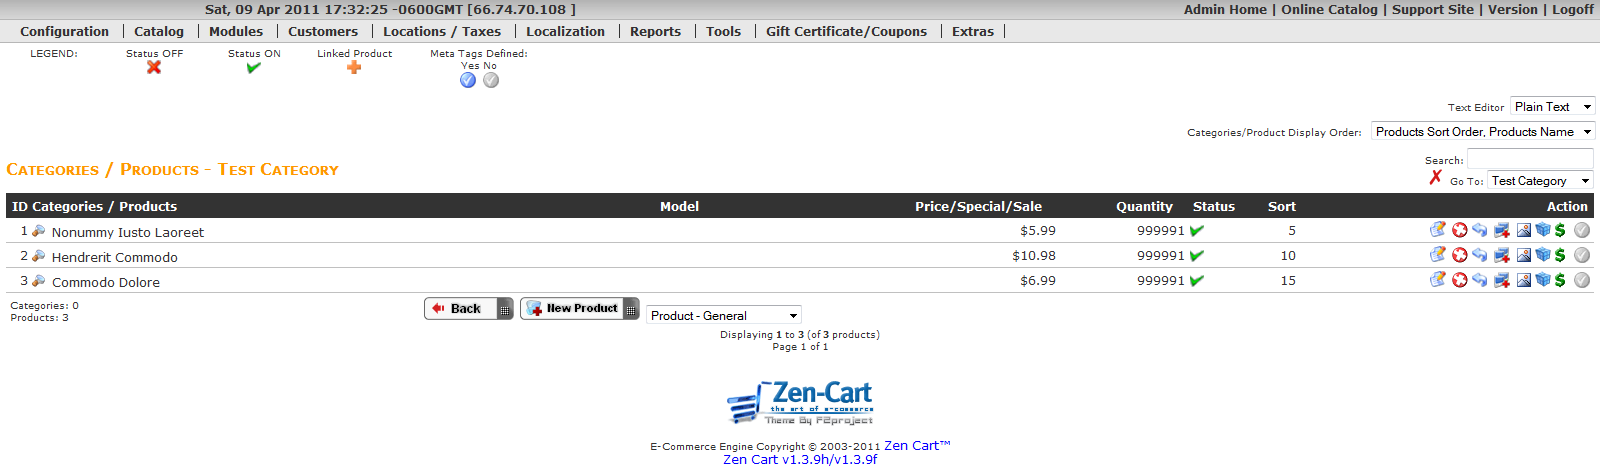 Sat, 09 Apr 2011 17:32:25 -0600GMT [66.74.70.108 ]
Admin Home | Online Catalog | Support Site | Version | Logoff
Configuration | Catalog | Modules | Customers | Locations / Taxes | Localization | Reports | Tools | Gift Certificate/Coupons | Extras |
LEGEND: Status OFF Status ON Linked Product Meta Tags Defined:
Yes No
Text Editor Plain Text
Categories/Product Display Order: Products Sort Order, Products Name
Search:
Categories / Products - Test Category
Go To: Test Category
ID Categories / Products Model Price/Special/Sale Quantity Status Sort Action
1 Nonummy Iusto Laoreet $5.99 999991 5
2 Hendrerit Commodo $10.98 999991 10
3 Commodo Dolore $6.99 999991 15
Categories: 0
Products: 3
Back New Product Product - General
Displaying 1 to 3 (of 3 products)
Page 1 of 1
Zen-Cart
the art of e-commerce
Theme By F2project
E-Commerce Engine Copyright © 2003-2011 Zen Cart™
Zen Cart v1.3.9h/v1.3.9f